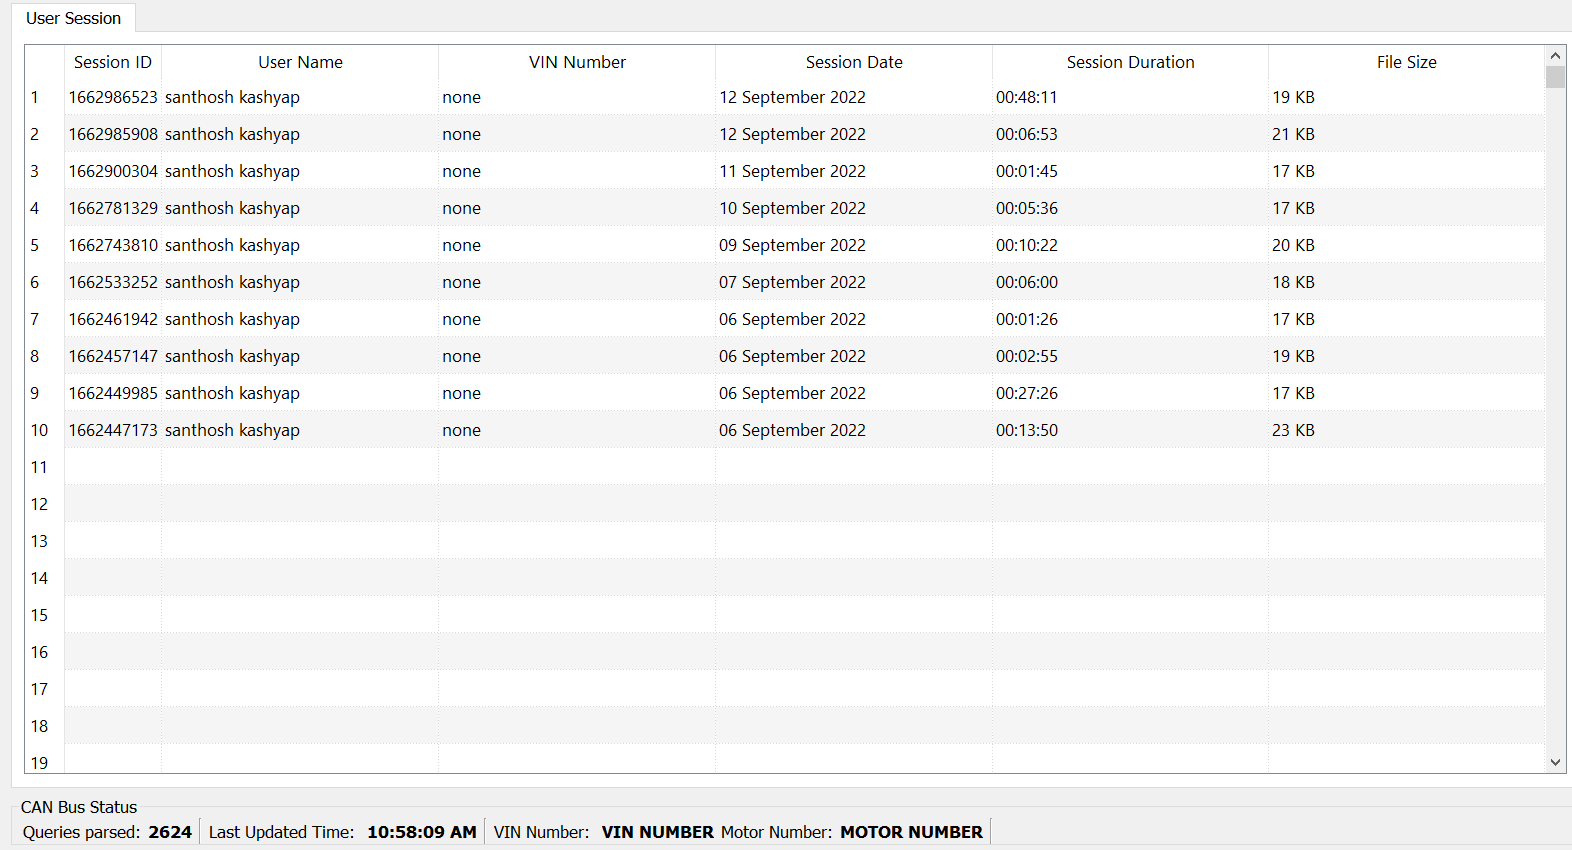 User Session
Session ID User Name VIN Number Session Date Session Duration File Size
1 1662986523 santhosh kashyap none 12 September 2022 00:48:11 19 KB
2 1662985908 santhosh kashyap none 12 September 2022 00:06:53 21 KB
3 1662900304 santhosh kashyap none 11 September 2022 00:01:45 17 KB
4 1662781329 santhosh kashyap none 10 September 2022 00:05:36 17 KB
5 1662743810 santhosh kashyap none 09 September 2022 00:10:22 20 KB
6 1662533252 santhosh kashyap none 07 September 2022 00:06:00 18 KB
7 1662461942 santhosh kashyap none 06 September 2022 00:01:26 17 KB
8 1662457147 santhosh kashyap none 06 September 2022 00:02:55 19 KB
9 1662449985 santhosh kashyap none 06 September 2022 00:27:26 17 KB
10 1662447173 santhosh kashyap none 06 September 2022 00:13:50 23 KB
11
12
13
14
15
16
17
18
19
CAN Bus Status
Queries parsed: 2624 Last Updated Time: 10:58:09 AM VIN Number: VIN NUMBER Motor Number: MOTOR NUMBER